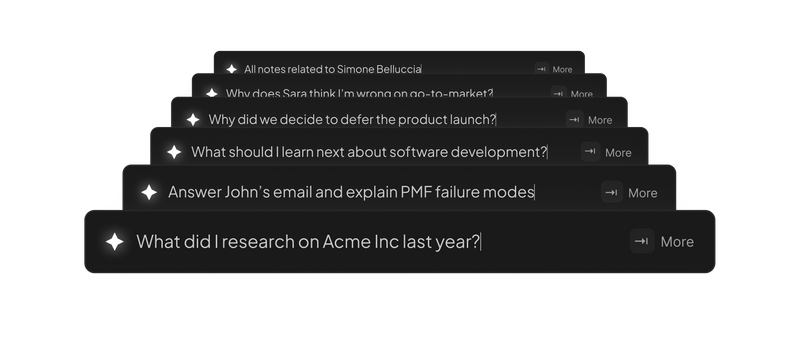 All notes related to Simone Belluccia
More
Why does Sara think I'm wrong on go-to-market?
More
Why did we decide to defer the product launch?
More
What should I learn next about software development?
More
Answer John's email and explain PMF failure modes
More
What did I research on Acme Inc last year?
More